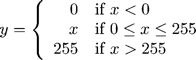 y = { 0 if x < 0
x if 0 ≤ x ≤ 255
255 if x > 255